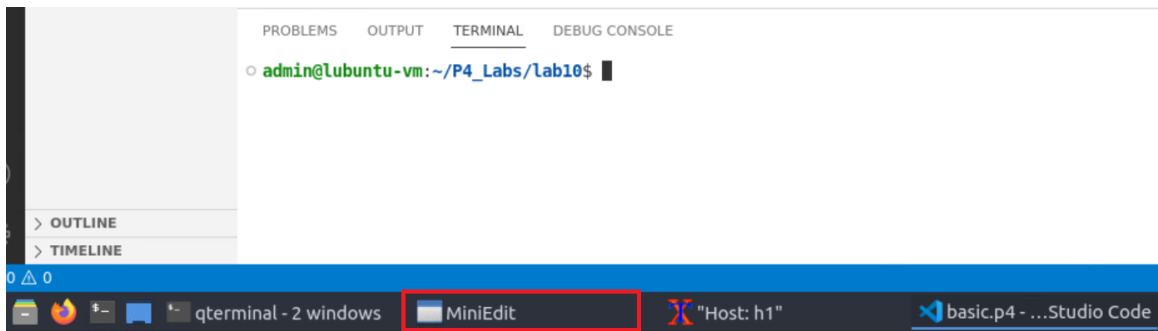 PROBLEMS OUTPUT TERMINAL DEBUG CONSOLE
admin@lubuntu-vm:~/P4_Labs/lab10$
> OUTLINE
> TIMELINE
0 ⚠ 0
qterminal - 2 windows MiniEdit "Host: h1" basic.p4 - ...Studio Code